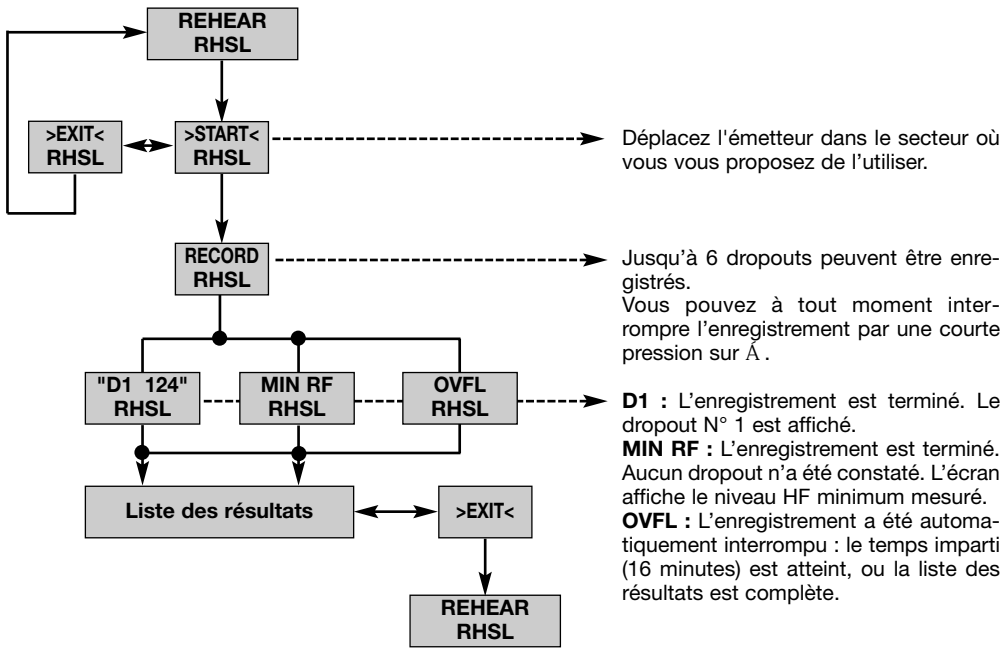 REHEAR
RHSL
>EXIT<
RHSL
>START<
RHSL
Déplacez l'émetteur dans le secteur où
vous vous proposez de l’utiliser.
RECORD
RHSL
Jusqu’à 6 dropouts peuvent être enre-
gistrés.
Vous pouvez à tout moment inter-
rompre l’enregistrement par une courte
pression sur Á .
"D1 124"
RHSL
MIN RF
RHSL
OVFL
RHSL
D1 : L’enregistrement est terminé. Le
dropout N° 1 est affiché.
MIN RF : L’enregistrement est terminé.
Aucun dropout n’a été constaté. L’écran
affiche le niveau HF minimum mesuré.
OVFL : L’enregistrement a été automa-
tiquement interrompu : le temps imparti
(16 minutes) est atteint, ou la liste des
résultats est complète.
Liste des résultats
>EXIT<
REHEAR
RHSL